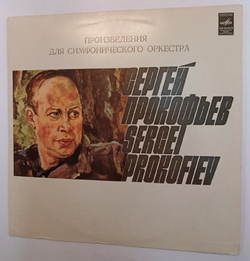 ПРОИЗВЕДЕНИЯ
ДЛЯ СИМФОНИЧЕСКОГО ОРКЕСТРА
СЕРГЕЙ
ПРОКОФЬЕВ
SERGEI
PROKOFIEV